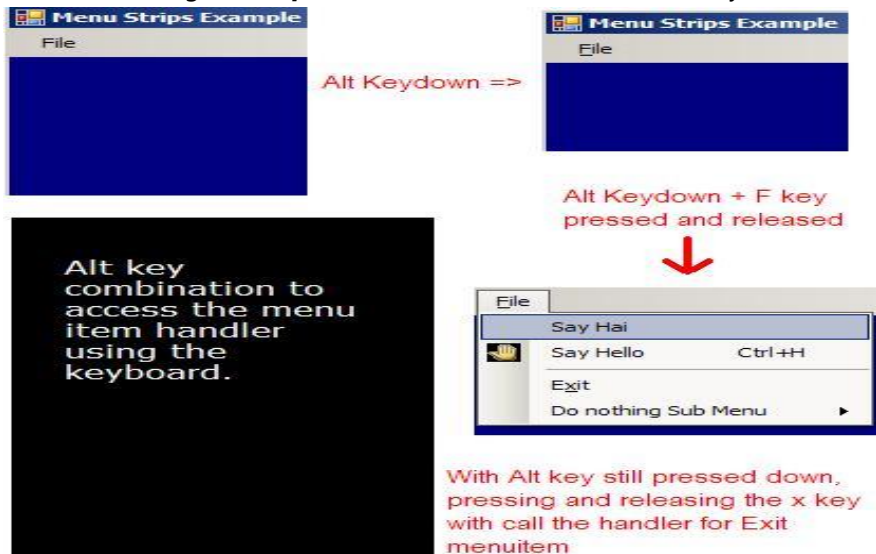 Menu Strips Example
File
Alt Keydown =>
Menu Strips Example
File
Alt Keydown + F key
pressed and released
Alt key
combination to
access the menu
item handler
using the
keyboard.
File
Say Hai
Say Hello Ctrl+H
Exit
Do nothing Sub Menu
With Alt key still pressed down,
pressing and releasing the x key
with call the handler for Exit
menuitem